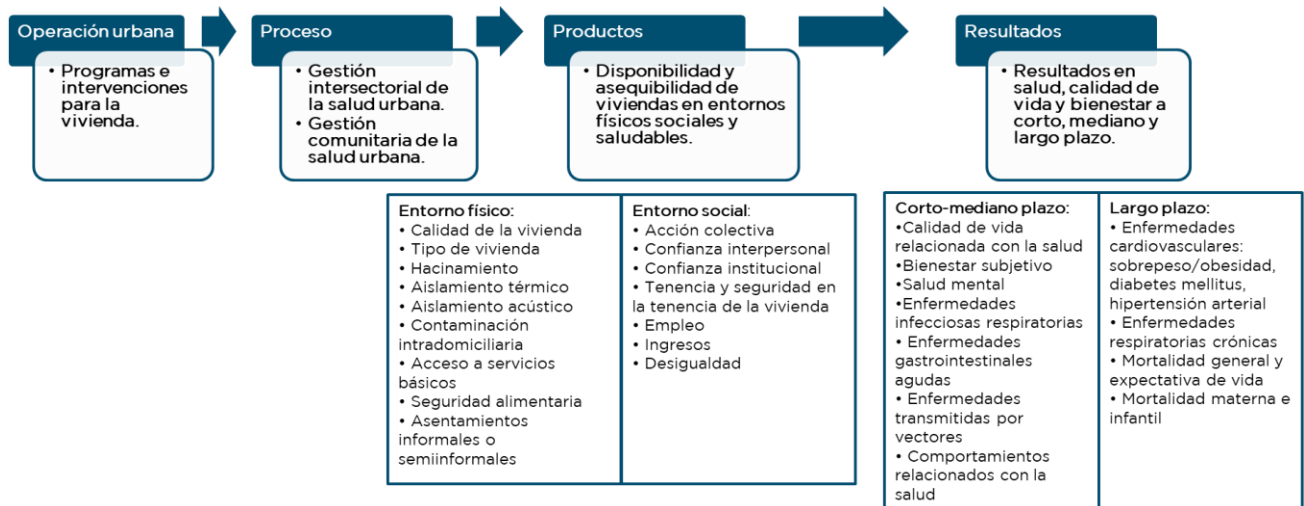 Operación urbana
• Programas e
intervenciones
para la
vivienda.
Proceso
• Gestión
intersectorial de
la salud urbana.
• Gestión
comunitaria de la
salud urbana.
Productos
• Disponibilidad y
asequibilidad de
viviendas en entornos
físicos sociales y
saludables.
Resultados
• Resultados en
salud, calidad de
vida y bienestar a
corto, mediano y
largo plazo.
Entorno físico:
• Calidad de la vivienda
• Tipo de vivienda
• Hacinamiento
• Aislamiento térmico
• Aislamiento acústico
• Contaminación
intradomiciliaria
• Acceso a servicios
básicos
• Seguridad alimentaria
• Asentamientos
informales o
semiinformales
Entorno social:
• Acción colectiva
• Confianza interpersonal
• Confianza institucional
• Tenencia y seguridad en
la tenencia de la vivienda
• Empleo
• Ingresos
• Desigualdad
Corto-mediano plazo:
•Calidad de vida
relacionada con la salud
•Bienestar subjetivo
•Salud mental
•Enfermedades
infecciosas respiratorias
• Enfermedades
gastrointestinales
agudas
• Enfermedades
transmitidas por
vectores
• Comportamientos
relacionados con la
salud
Largo plazo:
• Enfermedades
cardiovasculares:
sobrepeso/obesidad,
diabetes mellitus,
hipertensión arterial
• Enfermedades
respiratorias crónicas
• Mortalidad general y
expectativa de vida
• Mortalidad materna e
infantil